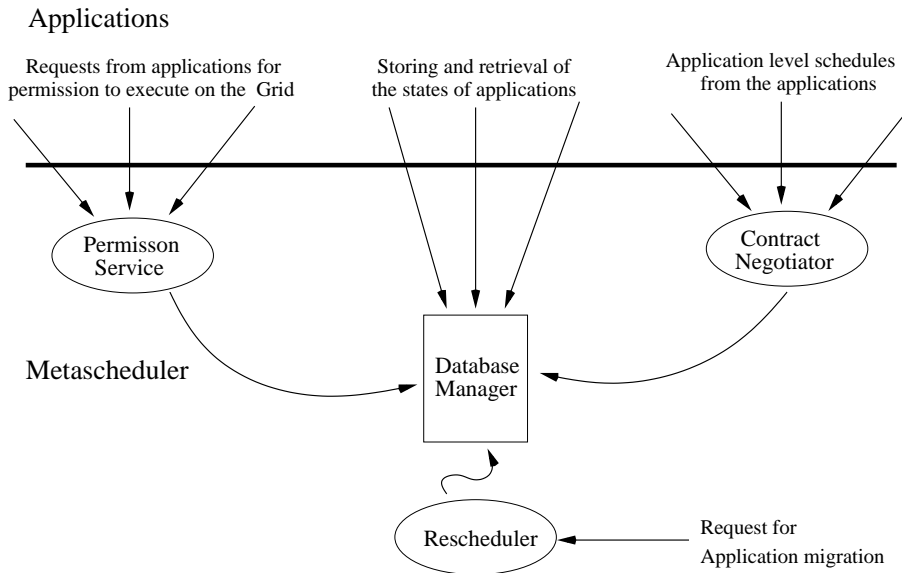 Applications
Requests from applications for
permission to execute on the Grid
Storing and retrieval of
the states of applications
Application level schedules
from the applications
Permisson
Service
Contract
Negotiator
Metascheduler
Database
Manager
Rescheduler
Request for
Application migration